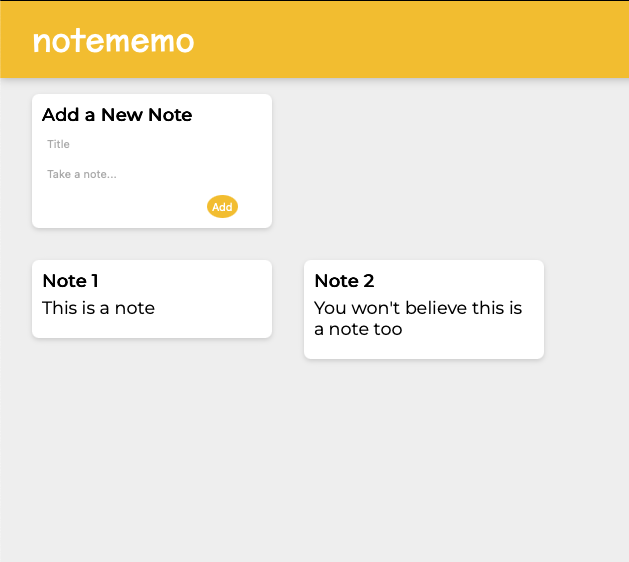 notememo
Add a New Note
Title
Take a note...
Add
Note 1
This is a note
Note 2
You won't believe this is
a note too